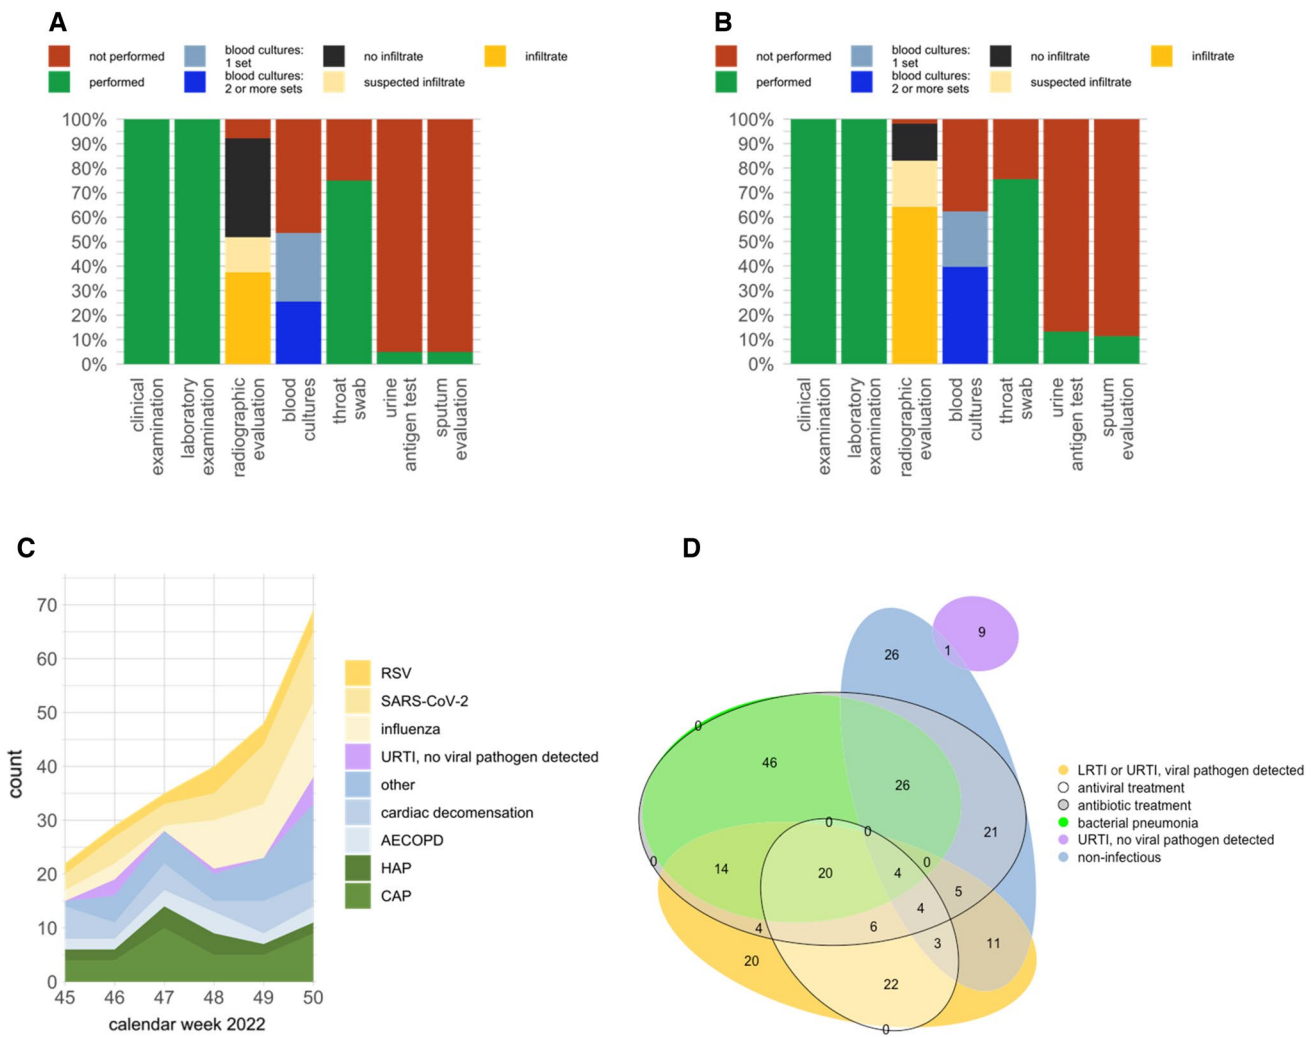 A
not performed
performed
blood cultures:
1 set
blood cultures:
2 or more sets
no infiltrate
suspected infiltrate
infiltrate
100%
90%
80%
70%
60%
50%
40%
30%
20%
10%
0%
clinical
examination
laboratory
examination
radiographic
evaluation
blood
cultures
throat
swab
urine
antigen test
sputum
evaluation
B
not performed
performed
blood cultures:
1 set
blood cultures:
2 or more sets
no infiltrate
suspected infiltrate
infiltrate
100%
90%
80%
70%
60%
50%
40%
30%
20%
10%
0%
clinical
examination
laboratory
examination
radiographic
evaluation
blood
cultures
throat
swab
urine
antigen test
sputum
evaluation
C
count
70
60
50
40
30
20
10
0
45 46 47 48 49 50
calendar week 2022
RSV
SARS-CoV-2
influenza
URTI, no viral pathogen detected
other
cardiac decomensation
AECOPD
HAP
CAP
D
9
26
1
0
46
26
0
0
21
0
0
14
20
4
5
4
4
6
3
11
20
22
0
LRTI or URTI, viral pathogen detected
antiviral treatment
antibiotic treatment
bacterial pneumonia
URTI, no viral pathogen detected
non-infectious